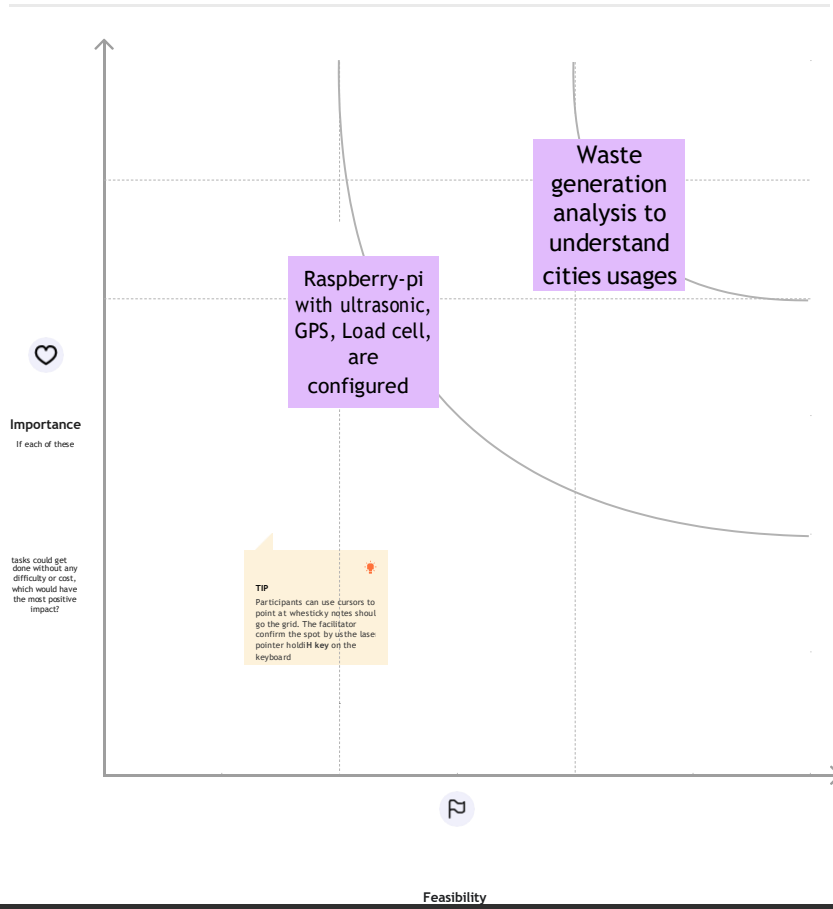 Waste
generation
analysis to
understand
cities usages
Raspberry-pi
with ultrasonic,
GPS, Load cell,
are
configured
Importance
If each of these
tasks could get
done without any
difficulty or cost,
which would have
the most positive
impact?
TIP
Participants can use cursors to
point at whesticky notes shoul
go the grid. The facilitator
confirm the spot by usthe lase
pointer holdiH key on the
keyboard
Feasibility